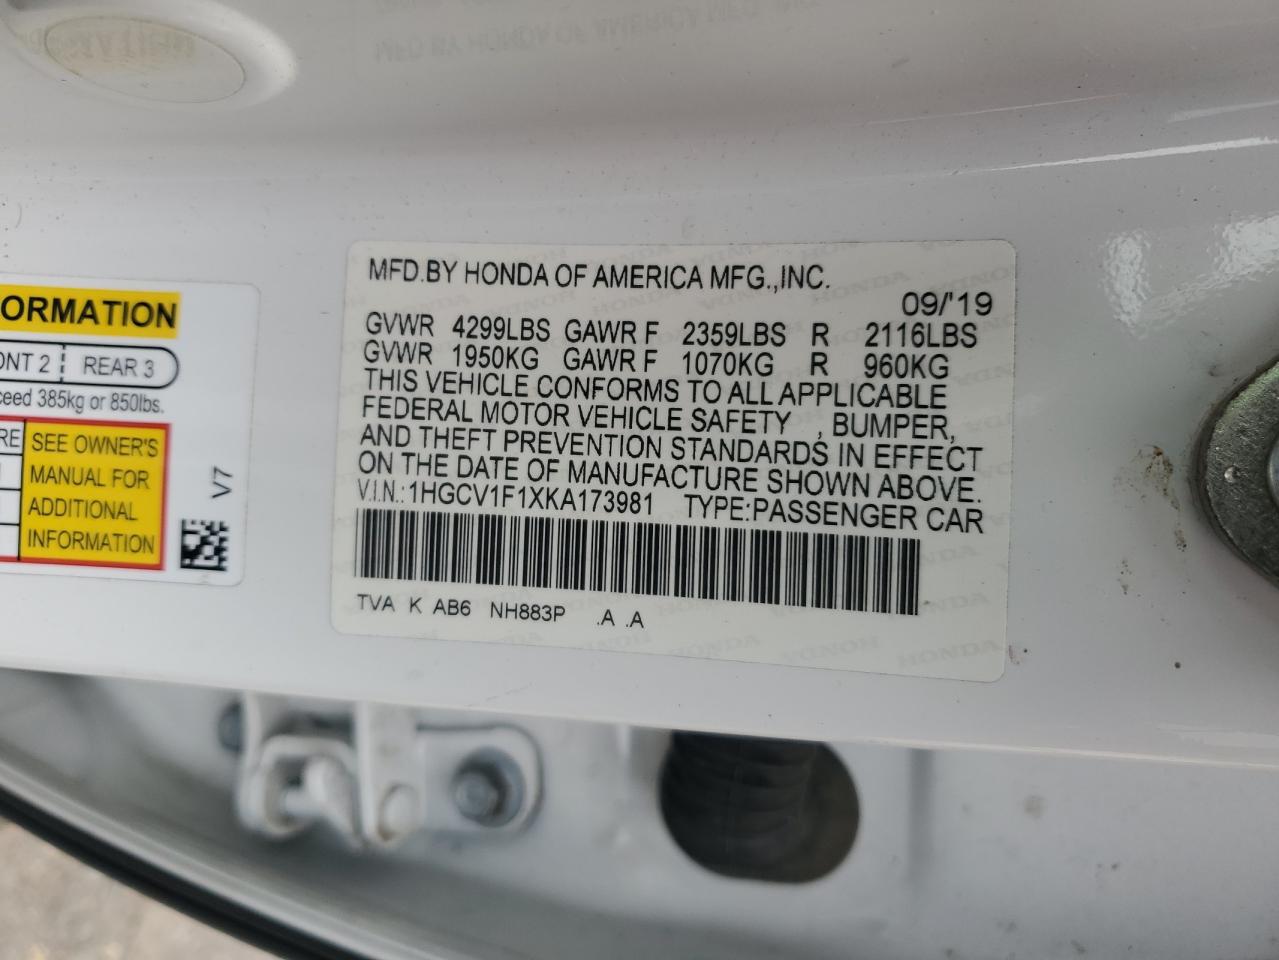 MFD.BY HONDA OF AMERICA MFG.,INC.
09/'19
GVWR 4299LBS GAWR F 2359LBS R 2116LBS
GVWR 1950KG GAWR F 1070KG R 960KG
THIS VEHICLE CONFORMS TO ALL APPLICABLE
FEDERAL MOTOR VEHICLE SAFETY , BUMPER,
AND THEFT PREVENTION STANDARDS IN EFFECT
ON THE DATE OF MANUFACTURE SHOWN ABOVE.
V.I.N.:1HGCV1F1XKA173981 TYPE:PASSENGER CAR
TVA K AB6 NH883P .A .A
ORMATION
ONT 2 REAR 3
ceed 385kg or 850lbs.
RE
SEE OWNER'S
MANUAL FOR
ADDITIONAL
INFORMATION
V7